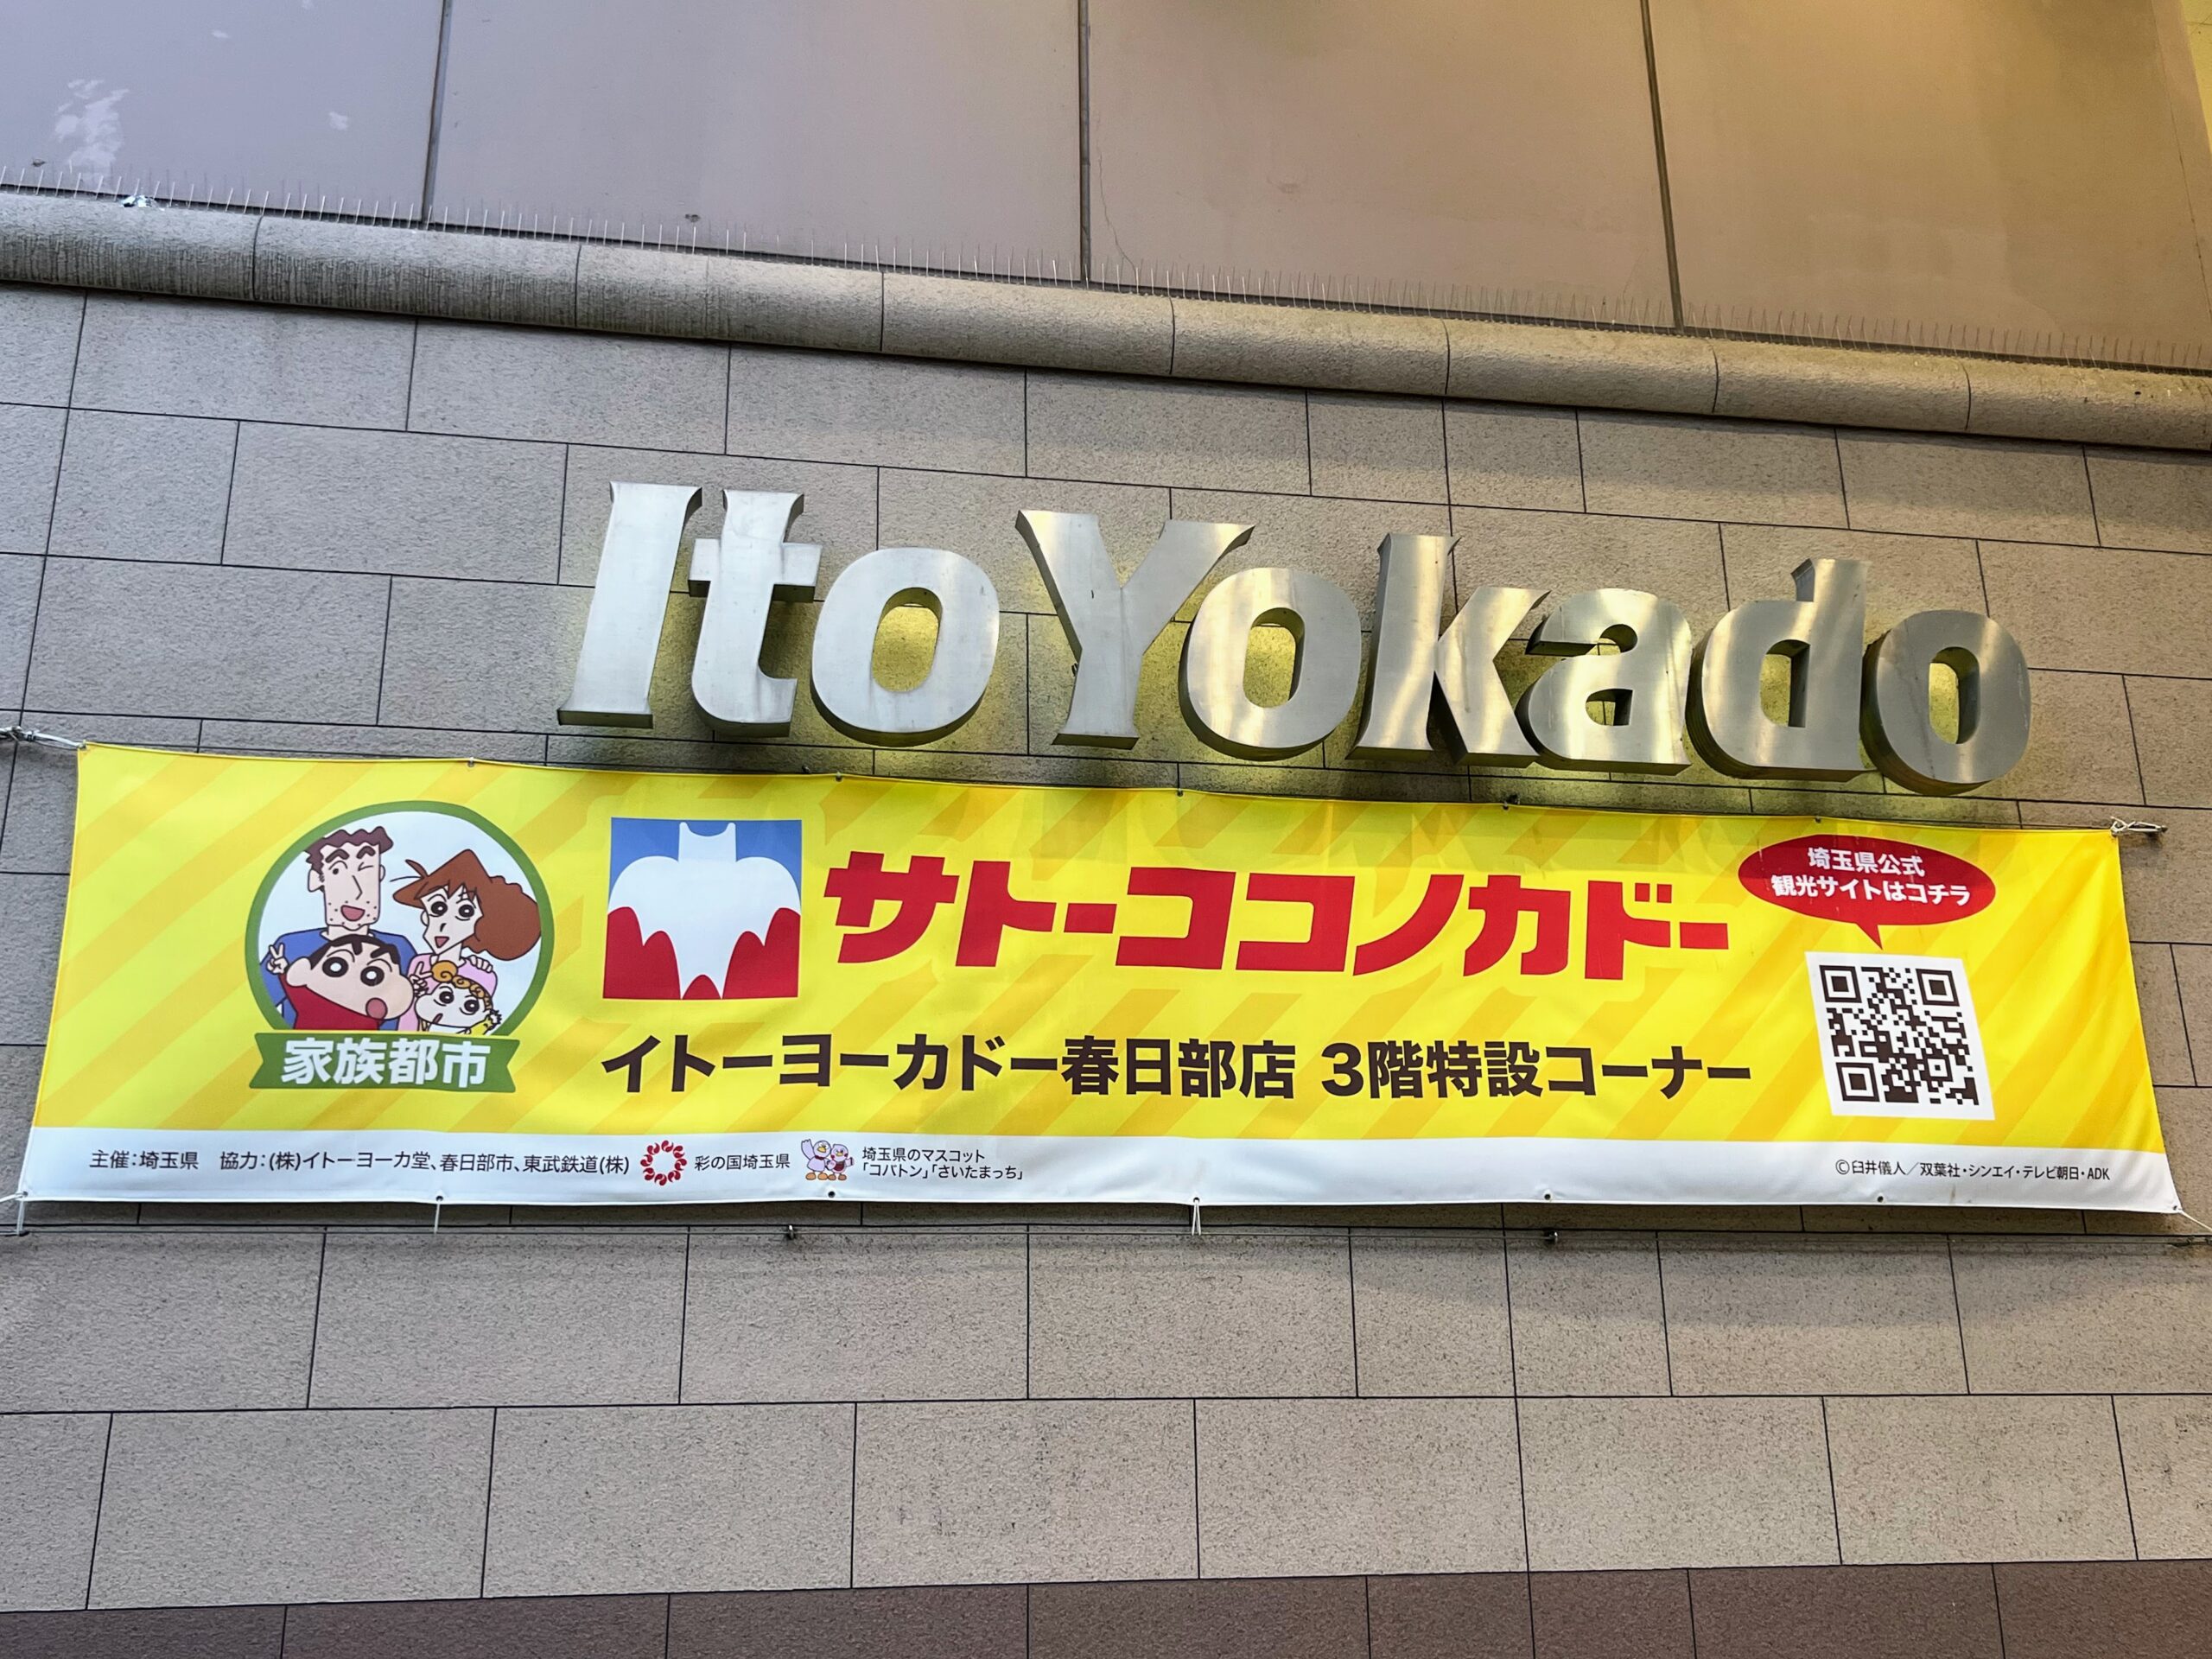 ItoYokado
サトーココノカドー
イトーヨーカドー春日部店 3階特設コーナー
家族都市
埼玉県公式
観光サイトはコチラ
主催：埼玉県　協力：(株)イトーヨーカ堂、春日部市、東武鉄道(株)
彩の国埼玉県
埼玉県のマスコット
「コバトン」「さいたまっち」
©臼井儀人／双葉社・シンエイ・テレビ朝日・ADK